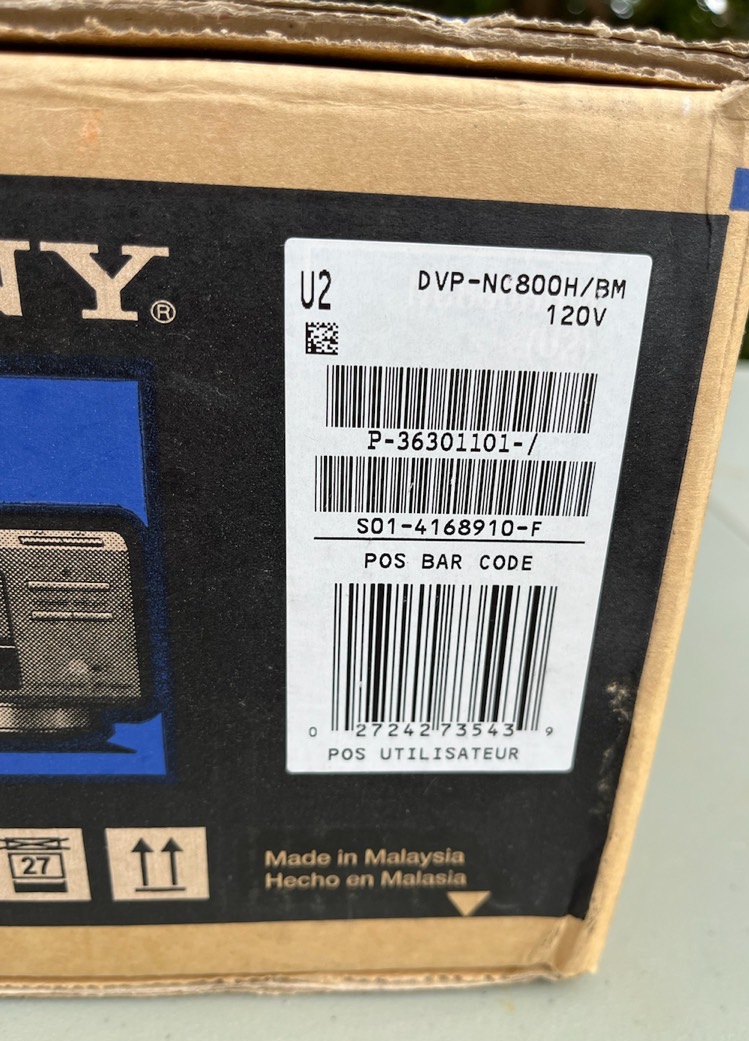 NY®
U2
DVP-NC800H/BM
120V
P-36301101-/
S01-4168910-F
POS BAR CODE
0 27242 73543 9
POS UTILISATEUR
27
Made in Malaysia
Hecho en Malasia